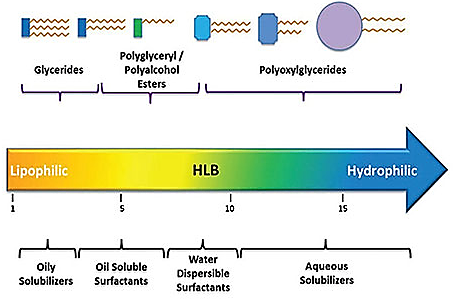 Glycerides
Polyglyceryl /
Polyalcohol
Esters
Polyoxylglycerides
Lipophilic
HLB
Hydrophilic
1
5
10
15
Oily
Solubilizers
Oil Soluble
Surfactants
Water
Dispersible
Surfactants
Aqueous
Solubilizers